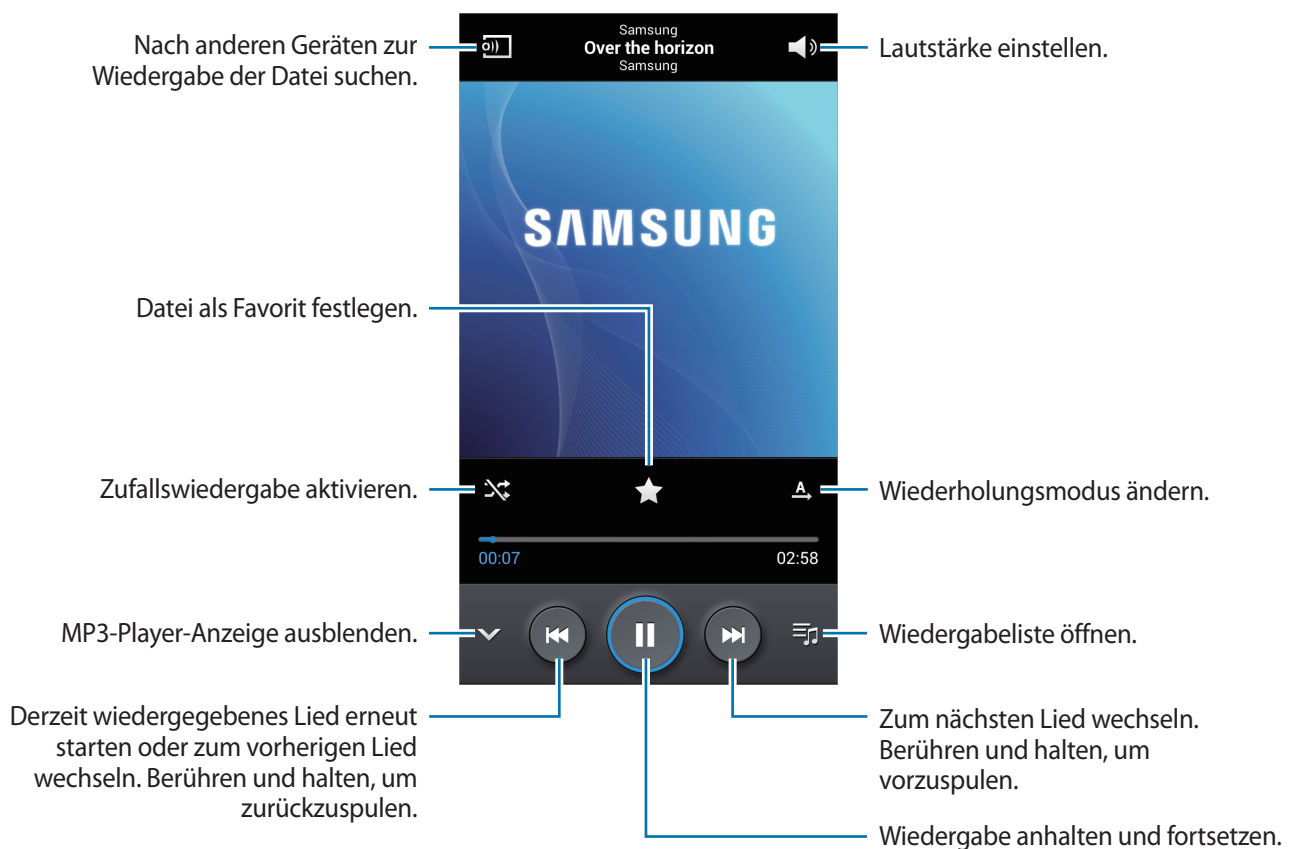 Samsung
Over the horizon
Samsung
Nach anderen Geräten zur
Wiedergabe der Datei suchen.
Lautstärke einstellen.
SAMSUNG
Datei als Favorit festlegen.
Zufallswiedergabe aktivieren.
A
Wiederholungsmodus ändern.
00:07
02:58
MP3-Player-Anzeige ausblenden.
Wiedergabeliste öffnen.
Derzeit wiedergegebenes Lied erneut
starten oder zum vorherigen Lied
wechseln. Berühren und halten, um
zurückzuspulen.
Zum nächsten Lied wechseln.
Berühren und halten, um
vorzuspulen.
Wiedergabe anhalten und fortsetzen.